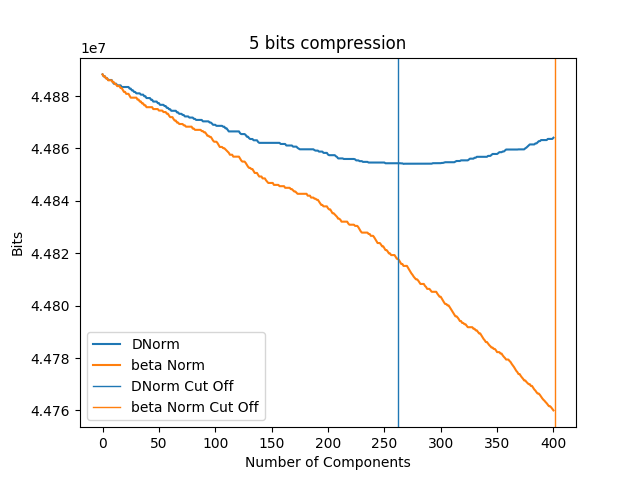 5 bits compression
1e7
4.488
4.486
4.484
4.482
4.480
4.478
4.476
Bits
DNorm
beta Norm
DNorm Cut Off
beta Norm Cut Off
0 50 100 150 200 250 300 350 400
Number of Components